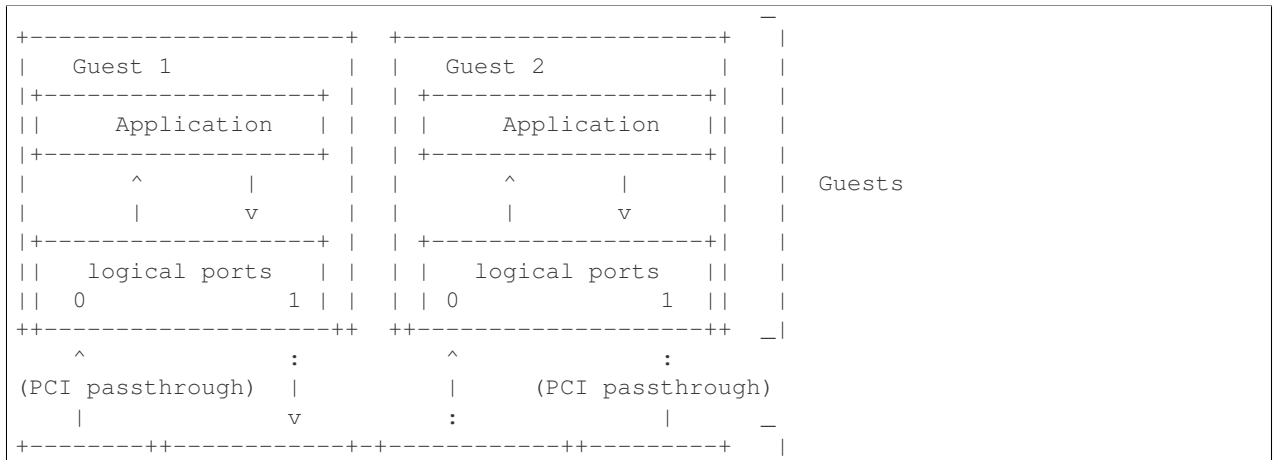 _
+----------------------+  +----------------------+   |
|   Guest 1            |  |   Guest 2            |   |
|+-------------------+ |  | +-------------------+|   |
||      Application   | |  | |     Application   ||   |
|+-------------------+ |  | +-------------------+|   |
|       ^       |      |  |       ^       |      |   |  Guests
|       |       v      |  |       |       v      |   |
|+-------------------+ |  | +-------------------+|   |
||    logical ports   | |  | |   logical ports   ||   |
||  0              1 | |  | | 0              1  ||   |
++--------------------++  ++--------------------++  _|
    ^              :          ^              :
(PCI passthrough)  |          |     (PCI passthrough)
    |              v          :              |      _
+--------++------------+-+------------++---------+   |